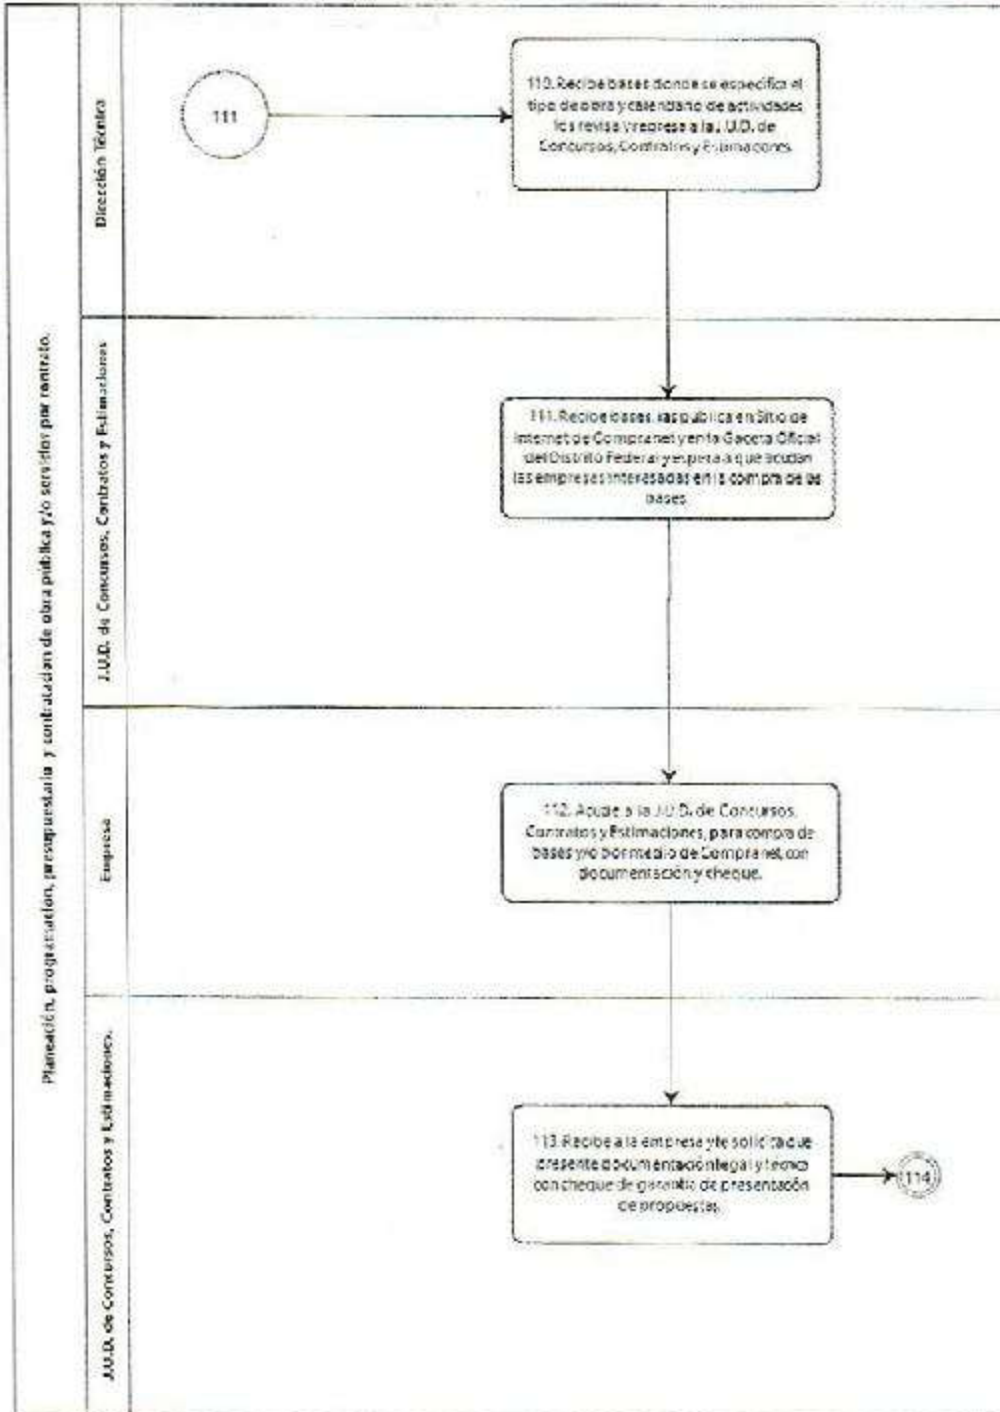 Planeación, programación, presupuestaria y contratación de obra pública y/o servicios por contrato.
Dirección Técnica
111
110. Recibe bases donde se especifica el
tipo de obra y calendario de actividades
los revisa y regresa a la J.U.D. de
Concursos, Contratos y Estimaciones.
J.U.D. de Concursos, Contratos y Estimaciones
111. Recibe bases, las publica en Sitio de
Internet de Compranet y en la Gaceta Oficial
del Distrito Federal y espera a que acudan
las empresas interesadas en la compra de las
bases.
Empresa
112. Acude a la J.U.D. de Concursos,
Contratos y Estimaciones, para compra de
bases y/o por medio de Compranet, con
documentación y cheque.
J.U.D. de Concursos, Contratos y Estimaciones.
113. Recibe a la empresa y le solicita que
presente documentación legal y técnica
con cheque de garantía de presentación
de propuestas.
114